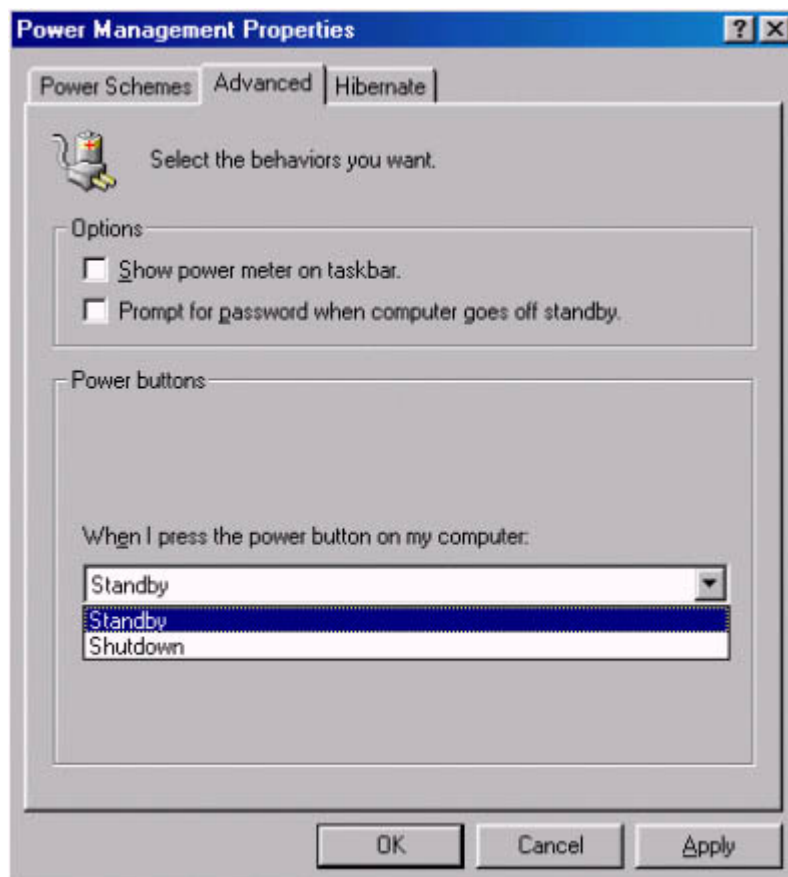 Power Management Properties
Power Schemes
Advanced
Hibernate
Select the behaviors you want.
Options
Show power meter on taskbar.
Prompt for password when computer goes off standby.
Power buttons
When I press the power button on my computer:
Standby
Standby
Shutdown
OK
Cancel
Apply